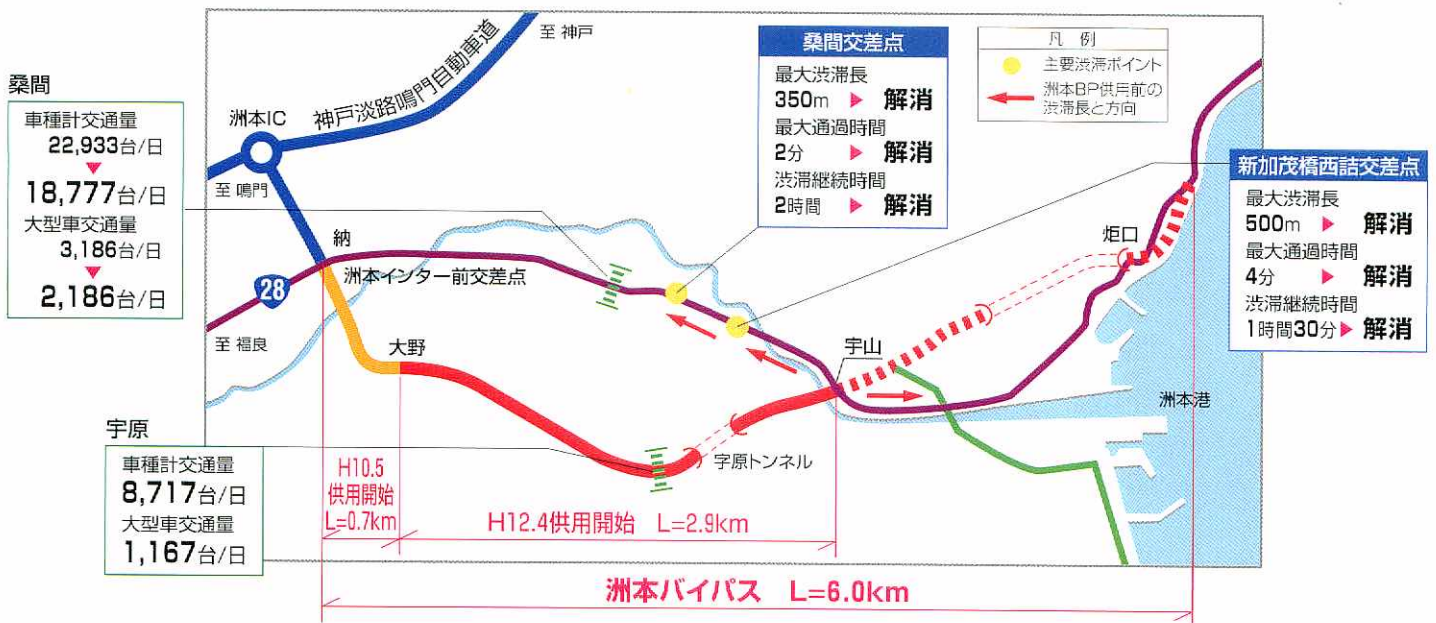 至 神戸
神戸淡路鳴門自動車道
洲本IC
至 鳴門
桑間
車種計交通量
22,933台/日
18,777台/日
大型車交通量
3,186台/日
2,186台/日
桑間交差点
最大渋滞長
350m ▶ 解消
最大通過時間
2分 ▶ 解消
渋滞継続時間
2時間 ▶ 解消
凡 例
主要渋滞ポイント
洲本BP供用前の
渋滞長と方向
新加茂橋西詰交差点
最大渋滞長
500m ▶ 解消
最大通過時間
4分 ▶ 解消
渋滞継続時間
1時間30分 ▶ 解消
納
洲本インター前交差点
28
至 福良
大野
宇山
炬口
洲本港
宇原
車種計交通量
8,717台/日
大型車交通量
1,167台/日
宇原トンネル
H10.5
供用開始
L=0.7km
H12.4供用開始 L=2.9km
洲本バイパス L=6.0km